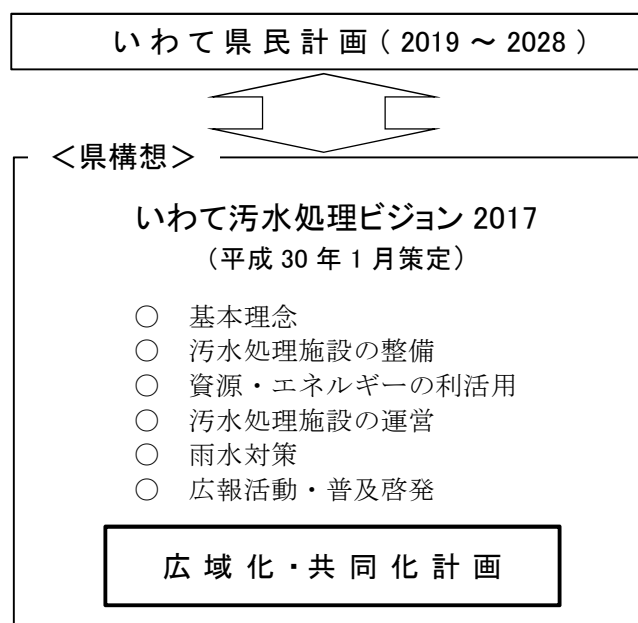 いわて県民計画(2019～2028)
＜県構想＞
いわて汚水処理ビジョン 2017
(平成 30 年 1 月策定)
○ 基本理念
○ 汚水処理施設の整備
○ 資源・エネルギーの利活用
○ 汚水処理施設の運営
○ 雨水対策
○ 広報活動・普及啓発
広域化・共同化計画